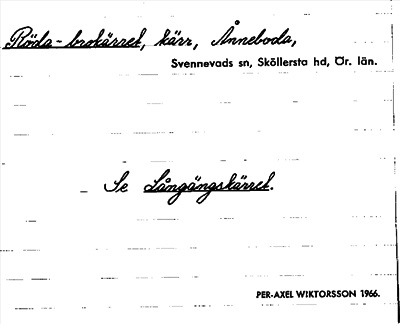 Röda-brokärret, kärr, Ånneboda,
Svennevads sn, Sköllersta hd, Ör. län.
Se Långängskärret.
PER-AXEL WIKTORSSON 1966.